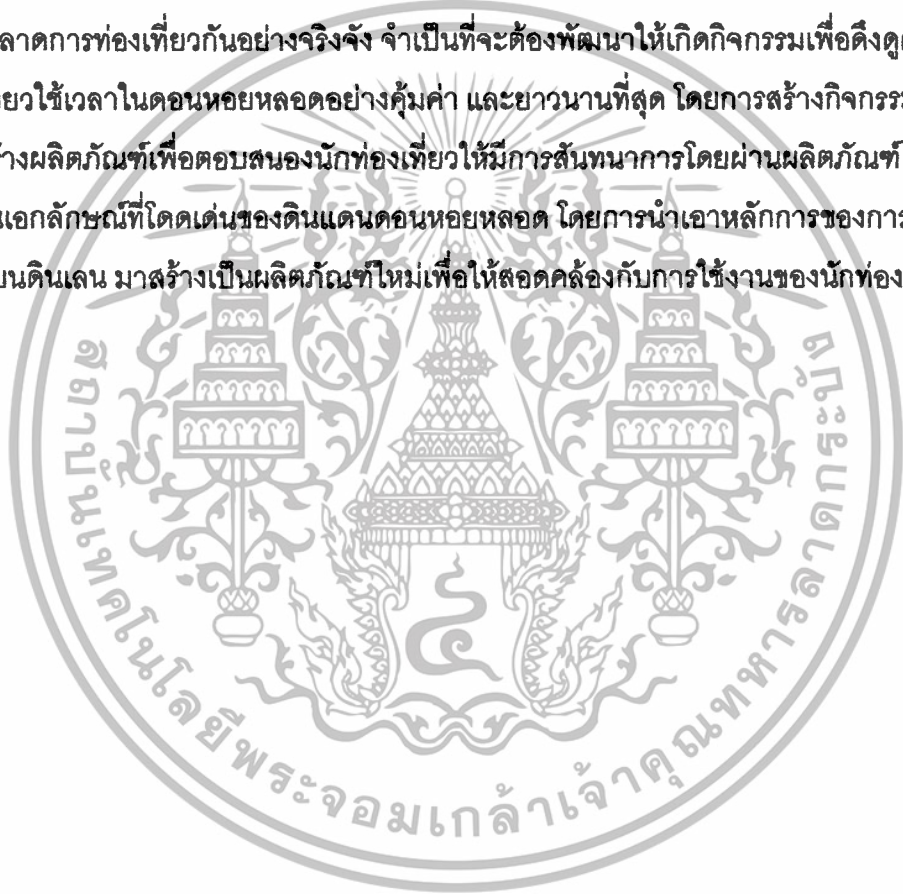 ลาดการท่องเที่ยวกันอย่างจริงจัง จำเป็นที่จะต้องพัฒนาให้เกิดกิจกรรมเพื่อดึงดู
ยวใช้เวลาในดอนหอยหลอดอย่างคุ้มค่า และยาวนานที่สุด โดยการสร้างกิจกรร
างผลิตภัณฑ์เพื่อตอบสนองนักท่องเที่ยวให้มีการสันทนาการโดยผ่านผลิตภัณฑ์
นเอกลักษณ์ที่โดดเด่นของดินแดนดอนหอยหลอด โดยการนำเอาหลักการของกา
บนดินเลน มาสร้างเป็นผลิตภัณฑ์ใหม่เพื่อให้สอดคล้องกับการใช้งานของนักท่อง
๔
สถาบันเทคโนโลยีพระจอมเกล้าเจ้าคุณทหารลาดกระบัง